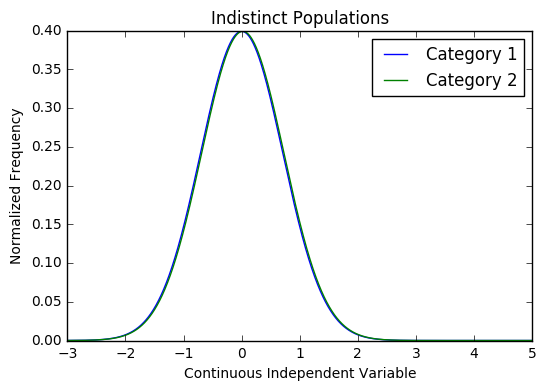 Indistinct Populations
Category 1
Category 2
Normalized Frequency
0.40
0.35
0.30
0.25
0.20
0.15
0.10
0.05
0.00
−3 −2 −1 0 1 2 3 4 5
Continuous Independent Variable